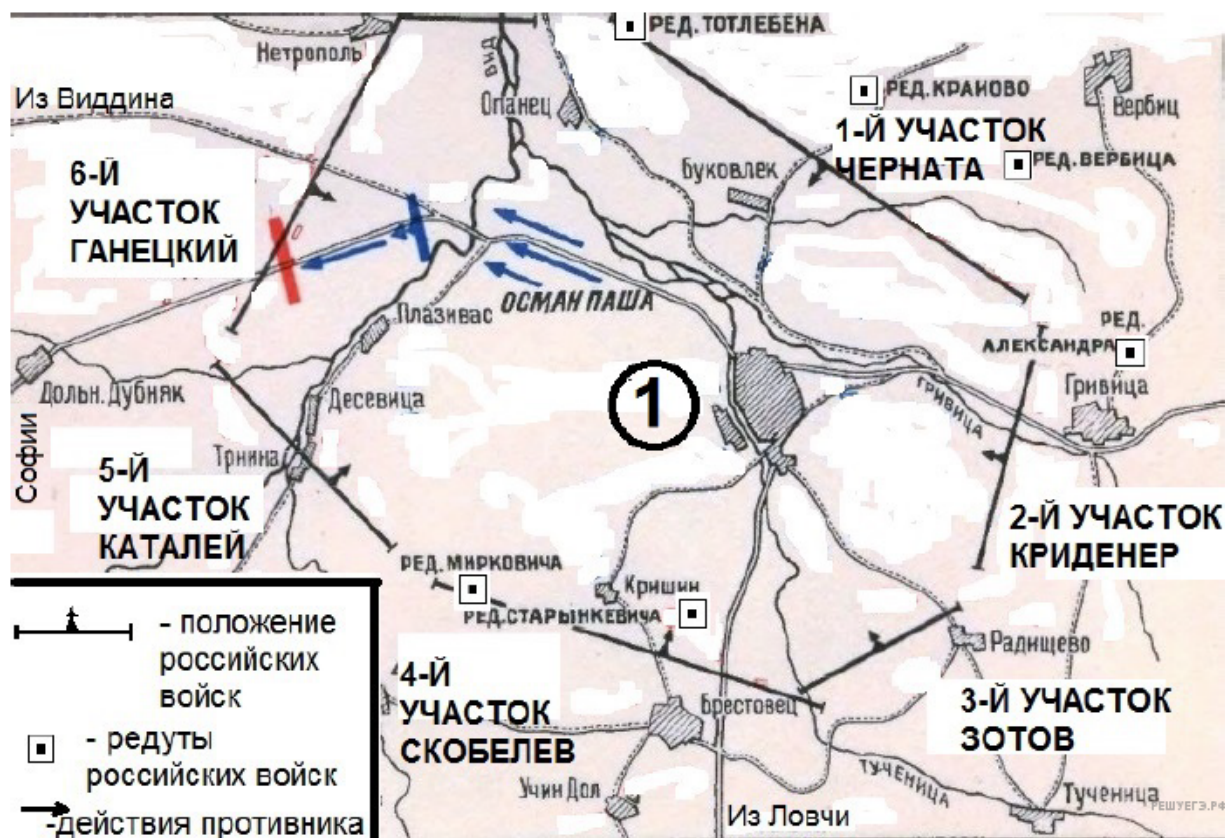 Нетрополь
ВИД
РЕД. ТОТЛЕБЕНА
Из Виддина
Опанец
РЕД. КРАНОВО
Вербиц
1-Й УЧАСТОК
ЧЕРНАТА
РЕД. ВЕРБИЦА
Буковлек
6-Й
УЧАСТОК
ГАНЕЦКИЙ
ОСМАН ПАША
Плазивас
РЕД.
АЛЕКСАНДРА
Дольн. Дубняк
Десевица
1
ГРИВИЦА
Гривица
Софии
Трнина
5-Й
УЧАСТОК
КАТАЛЕЙ
2-Й УЧАСТОК
КРИДЕНЕР
РЕД. МИРКОВИЧА
Кришин
РЕД. СТАРЫНКЕВИЧА
Радищево
4-Й
УЧАСТОК
СКОБЕЛЕВ
Брестовец
3-Й УЧАСТОК
ЗОТОВ
Учин Дол
Из Ловчи
ТУЧЕНИЦА
Тученица
РЕШУЕГЭ.РФ
- положение
российских
войск
- редуты
российских войск
-действия противника